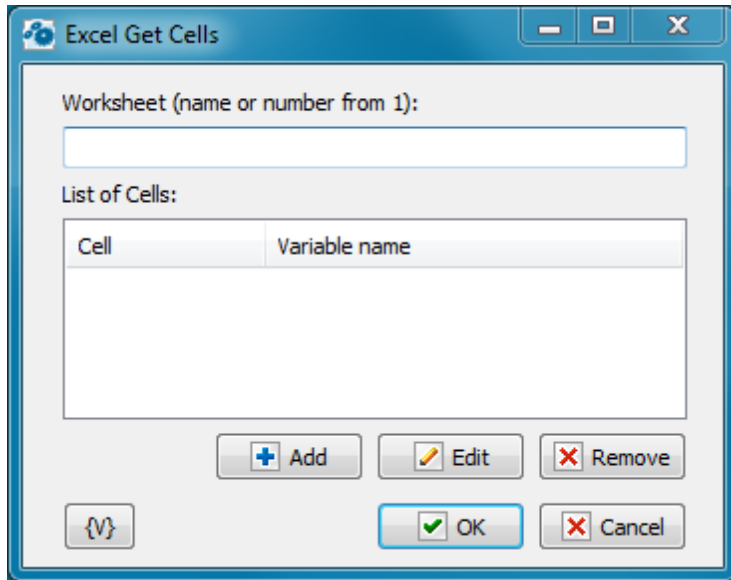 Excel Get Cells
Worksheet (name or number from 1):
List of Cells:
Cell Variable name
Add Edit Remove
{V} OK Cancel